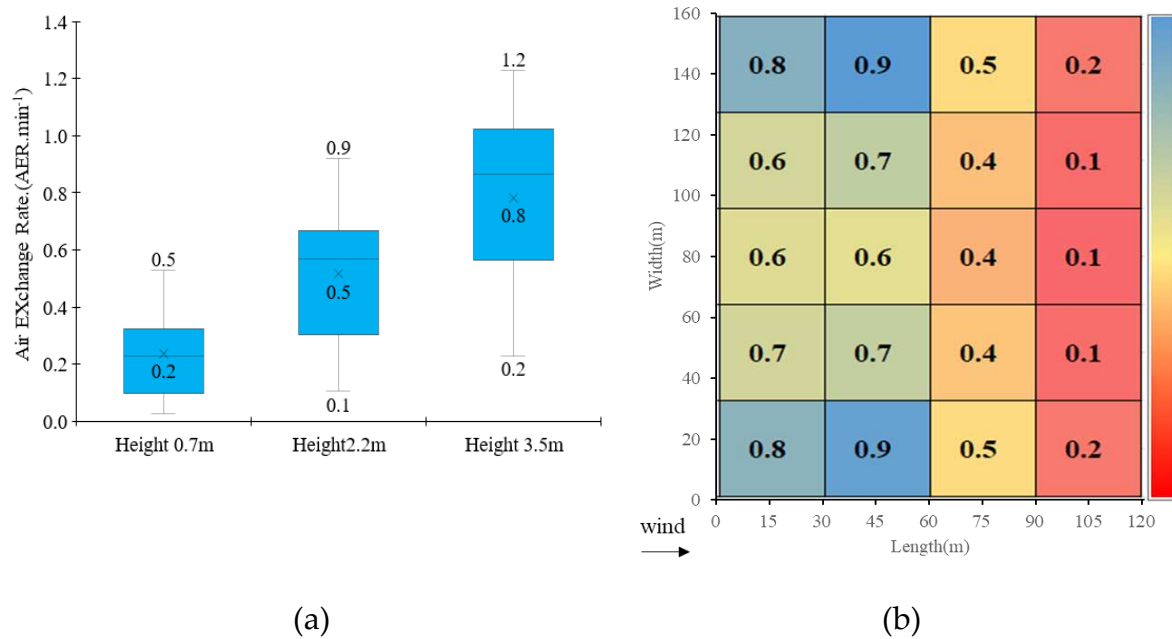 1.4
1.2
1.0
0.8
0.6
0.4
0.2
0.0
Air EXchange Rate.(AER.min-1)
0.5
0.2
0.9
0.5
0.1
1.2
0.8
0.2
Height 0.7m
Height2.2m
Height 3.5m
(a)
160
140
120
100
80
60
40
20
0
Width(m)
0.8 0.9 0.5 0.2
0.6 0.7 0.4 0.1
0.6 0.6 0.4 0.1
0.7 0.7 0.4 0.1
0.8 0.9 0.5 0.2
0 15 30 45 60 75 90 105 120
Length(m)
wind
(b)